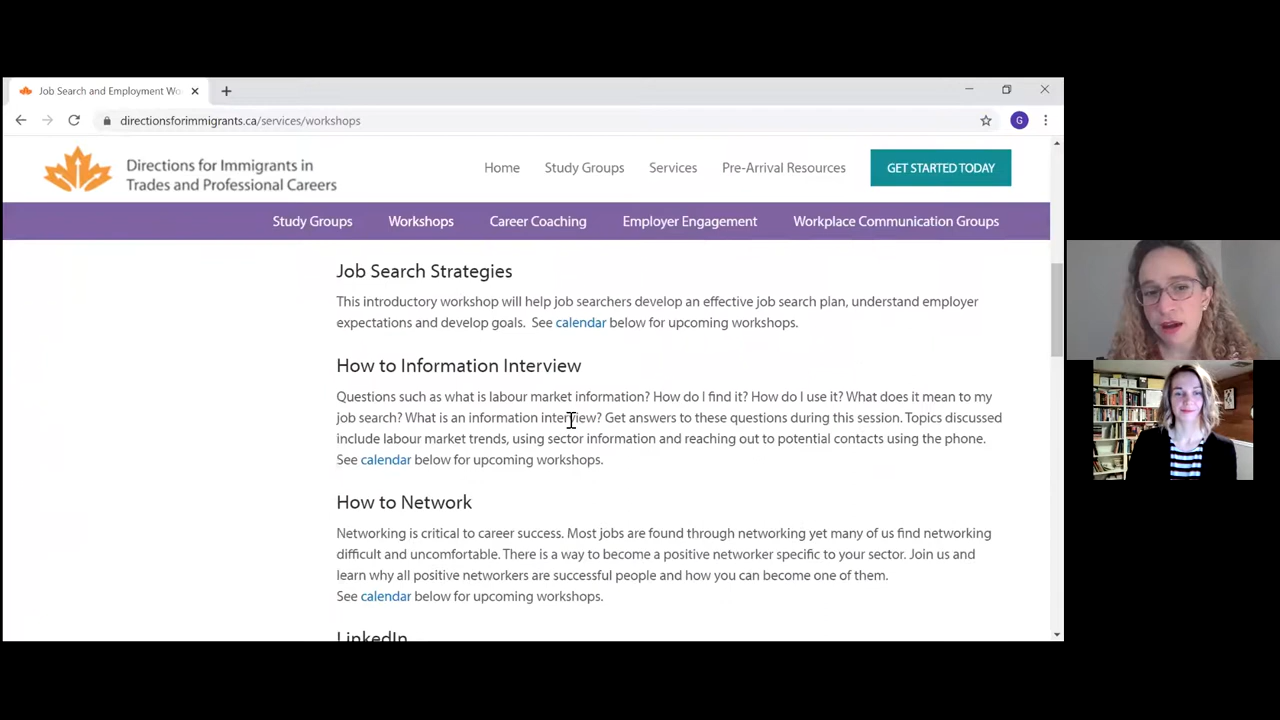 Job Search and Employment Wo
directionsforimmigrants.ca/services/workshops
G
Directions for Immigrants in
Trades and Professional Careers
Home Study Groups Services Pre-Arrival Resources GET STARTED TODAY
Study Groups Workshops Career Coaching Employer Engagement Workplace Communication Groups
Job Search Strategies
This introductory workshop will help job searchers develop an effective job search plan, understand employer
expectations and develop goals. See calendar below for upcoming workshops.
How to Information Interview
Questions such as what is labour market information? How do I find it? How do I use it? What does it mean to my
job search? What is an information interview? Get answers to these questions during this session. Topics discussed
include labour market trends, using sector information and reaching out to potential contacts using the phone.
See calendar below for upcoming workshops.
How to Network
Networking is critical to career success. Most jobs are found through networking yet many of us find networking
difficult and uncomfortable. There is a way to become a positive networker specific to your sector. Join us and
learn why all positive networkers are successful people and how you can become one of them.
See calendar below for upcoming workshops.
LinkedIn